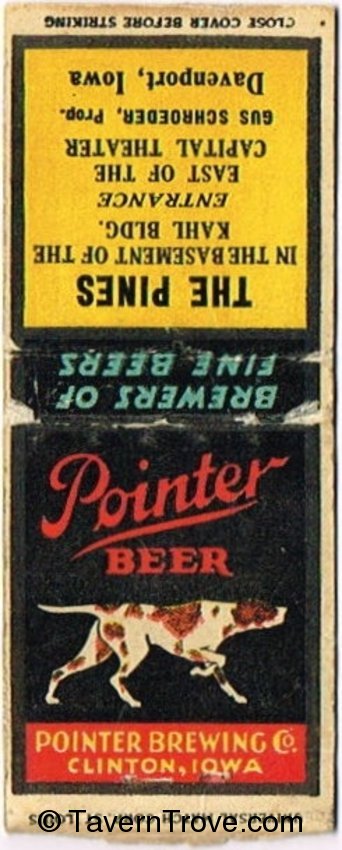 CLOSE COVER BEFORE STRIKING
THE PINES
IN THE BASEMENT OF THE
KAHL BLDG.
ENTRANCE
EAST OF THE
CAPITAL THEATER
GUS SCHROEDER, Prop.
Davenport, Iowa
BREWERS OF
FINE BEERS
Pointer
BEER
POINTER BREWING Co.
CLINTON, IOWA
© TavernTrove.com